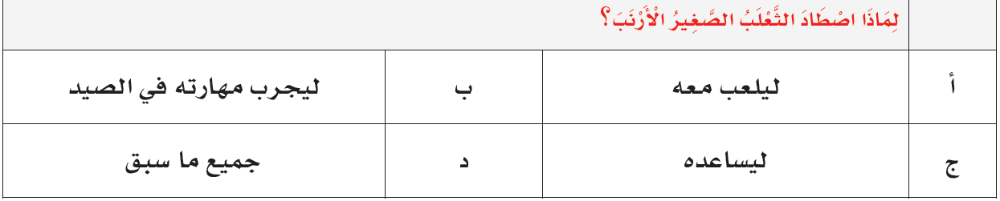 لِمَاذَا اصْطَادَ الثَّعْلَبُ الصَّغِيرُ الْأَرْنَبَ؟
أ ليلعب معه ب ليجرب مهارته في الصيد
ج ليساعده د جميع ما سبق